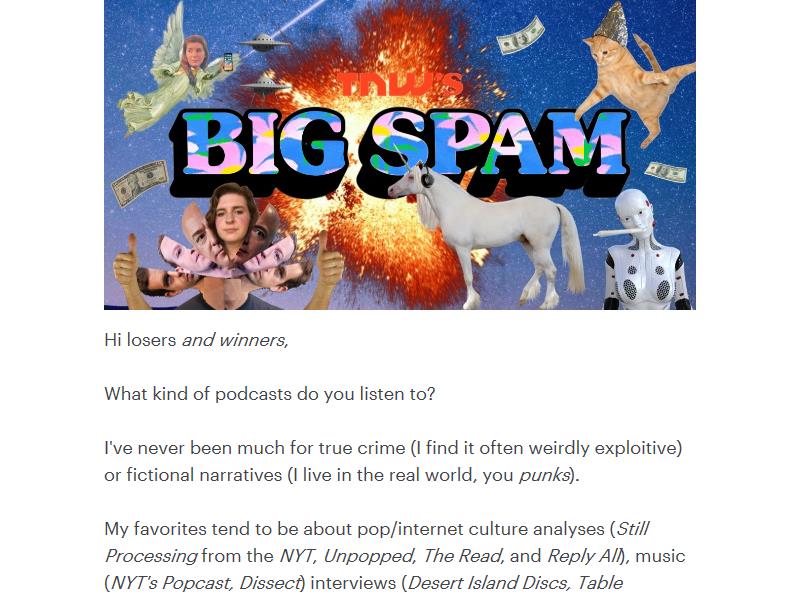 TNW's
BIG SPAM
Hi losers and winners,
What kind of podcasts do you listen to?
I've never been much for true crime (I find it often weirdly exploitive)
or fictional narratives (I live in the real world, you punks).
My favorites tend to be about pop/internet culture analyses (Still
Processing from the NYT, Unpopped, The Read, and Reply All), music
(NYT's Popcast, Dissect) interviews (Desert Island Discs, Table